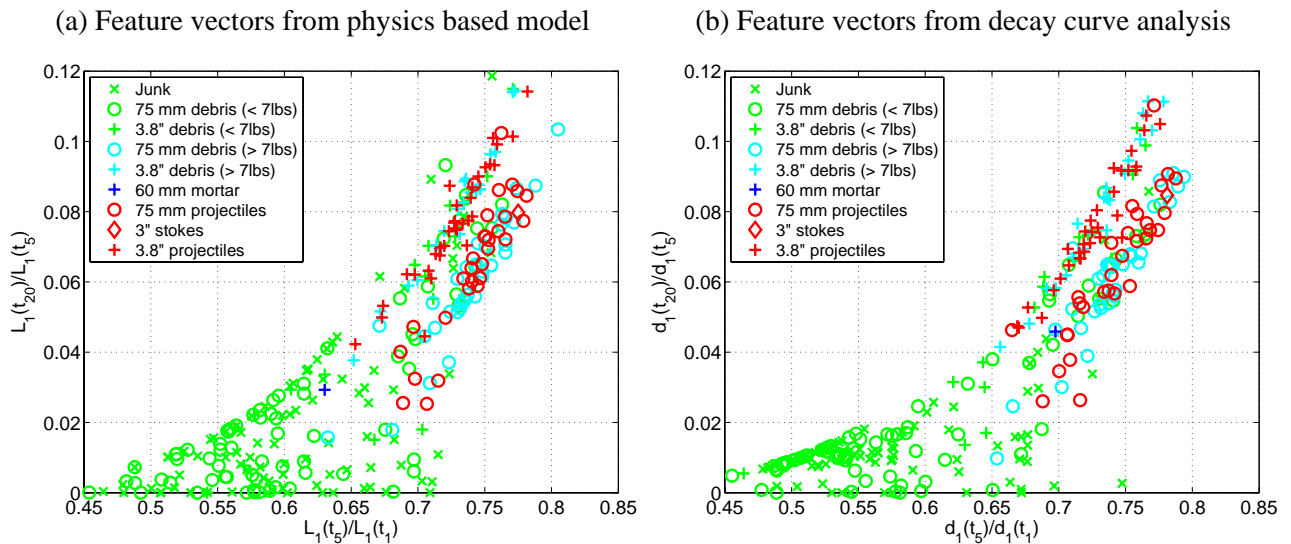 (a) Feature vectors from physics based model
0.12
0.1
0.08
0.06
0.04
0.02
0
L1(t20)/L1(t5)
Junk
75 mm debris (< 7lbs)
3.8" debris (< 7lbs)
75 mm debris (> 7lbs)
3.8" debris (> 7lbs)
60 mm mortar
75 mm projectiles
3" stokes
3.8" projectiles
0.45 0.5 0.55 0.6 0.65 0.7 0.75 0.8 0.85
L1(t5)/L1(t1)
(b) Feature vectors from decay curve analysis
0.12
0.1
0.08
0.06
0.04
0.02
0
d1(t20)/d1(t5)
Junk
75 mm debris (< 7lbs)
3.8" debris (< 7lbs)
75 mm debris (> 7lbs)
3.8" debris (> 7lbs)
60 mm mortar
75 mm projectiles
3" stokes
3.8" projectiles
0.45 0.5 0.55 0.6 0.65 0.7 0.75 0.8 0.85
d1(t5)/d1(t1)